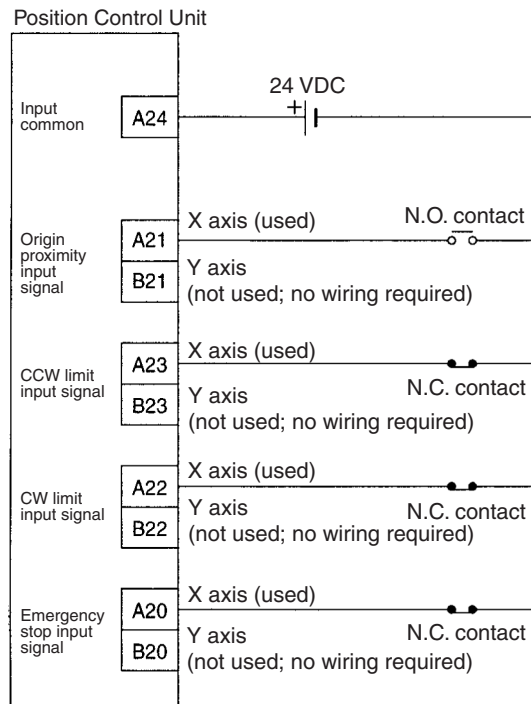 Position Control Unit
24 VDC
+
Input
common
A24
X axis (used)
N.O. contact
Origin
proximity
input
signal
A21
B21
Y axis
(not used; no wiring required)
X axis (used)
CCW limit
input signal
A23
N.C. contact
B23
Y axis
(not used; no wiring required)
X axis (used)
CW limit
input signal
A22
N.C. contact
B22
Y axis
(not used; no wiring required)
X axis (used)
Emergency
stop input
signal
A20
N.C. contact
B20
Y axis
(not used; no wiring required)